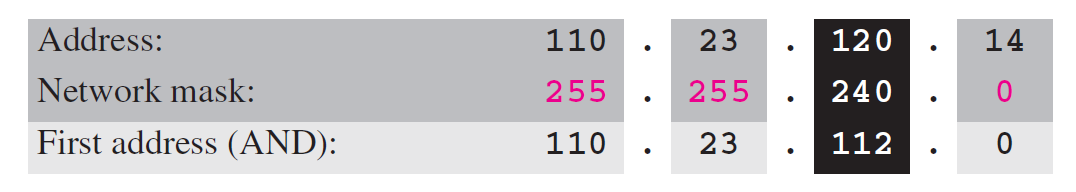 Address: 110 . 23 . 120 . 14
Network mask: 255 . 255 . 240 . 0
First address (AND): 110 . 23 . 112 . 0